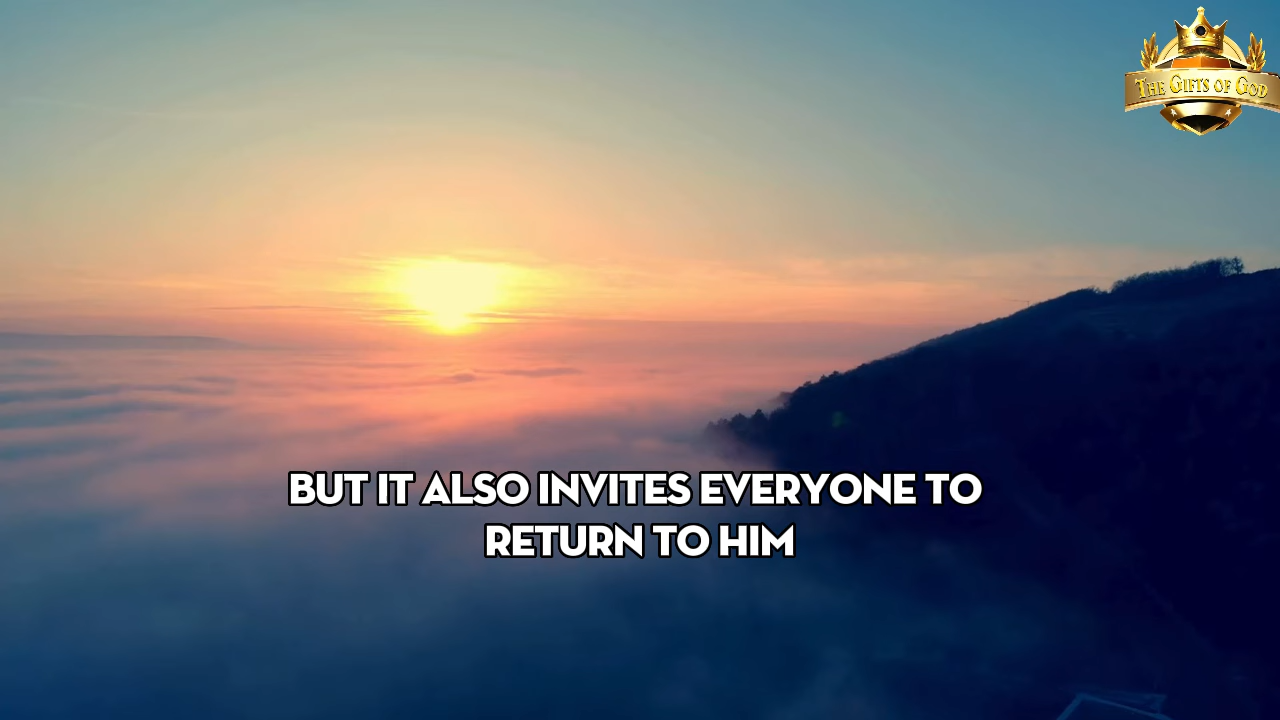 THE GIFTS OF GOD
BUT IT ALSO INVITES EVERYONE TO
RETURN TO HIM